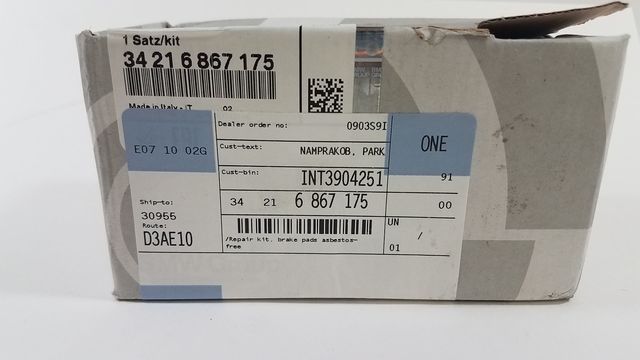 1 Satz/kit
34 21 6 867 175
Made in Italy - IT 02
Dealer order no: 0903S9I
E07 10 02G
Cust-text: NAMPRAKOB, PARK
ONE
Cust-bin: INT3904251
91
Ship-to: 34 21 6 867 175 00
30955
Route:
D3AE10
UN
/
01
/Repair kit, brake pads asbestos-
free